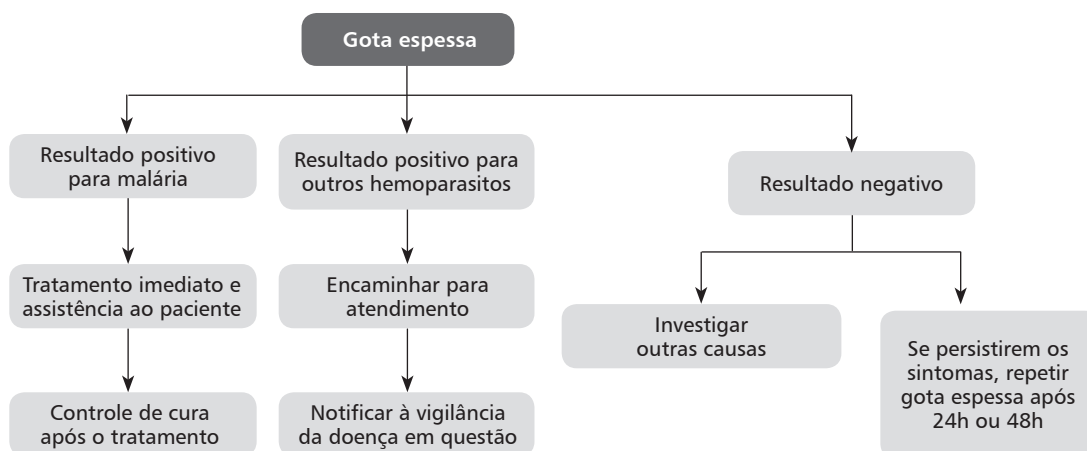 Gota espessa
Resultado positivo
para malária
Resultado positivo para
outros hemoparasitos
Resultado negativo
Tratamento imediato e
assistência ao paciente
Encaminhar para
atendimento
Investigar
outras causas
Se persistirem os
sintomas, repetir
gota espessa após
24h ou 48h
Controle de cura
após o tratamento
Notificar à vigilância
da doença em questão